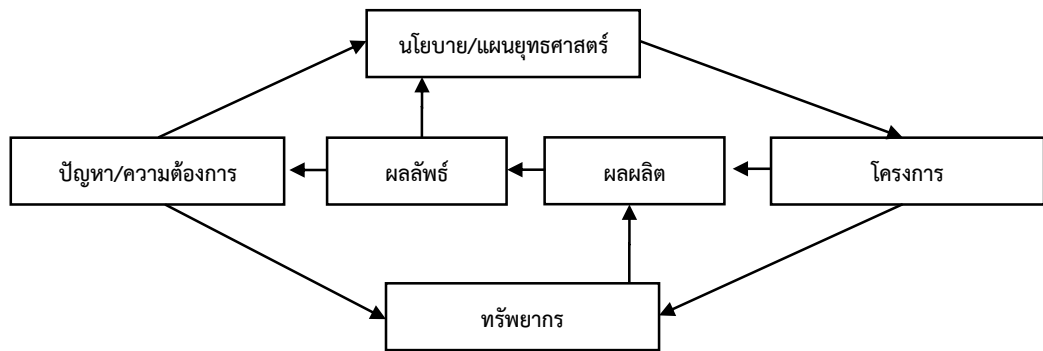 นโยบาย/แผนยุทธศาสตร์
ปัญหา/ความต้องการ
ผลลัพธ์
ผลผลิต
โครงการ
ทรัพยากร